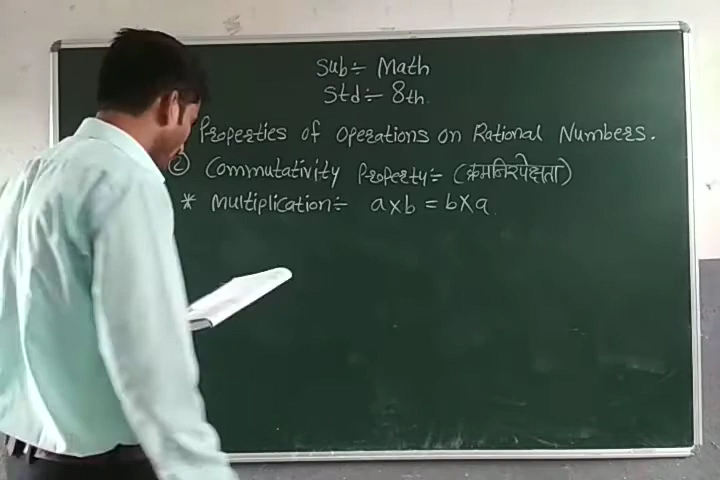 Sub÷ Math
Std÷ 8th.
Properties of Operations on Rational Numbers.
② Commutativity Property÷ (क्रमनिरपेक्षता)
* Multiplication÷ a×b = b×a.